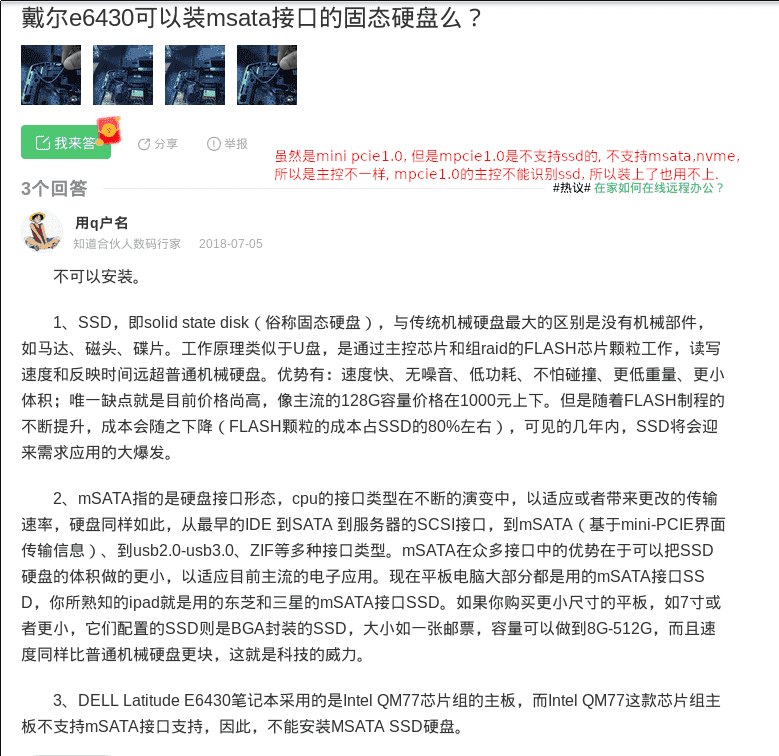 戴尔e6430可以装msata接口的固态硬盘么？
我来答
分享
举报
虽然是mini pcie1.0, 但是mpcie1.0是不支持ssd的, 不支持msata,nvme,
所以是主控不一样, mpcie1.0的主控不能识别ssd, 所以装上了也用不上.
3个回答
#热议# 在家如何在线远程办公？
用q户名
知道合伙人数码行家 2018-07-05
不可以安装。
1、SSD，即solid state disk（俗称固态硬盘），与传统机械硬盘最大的区别是没有机械部件，
如马达、磁头、碟片。工作原理类似于U盘，是通过主控芯片和组raid的FLASH芯片颗粒工作，读写
速度和反映时间远超普通机械硬盘。优势有：速度快、无噪音、低功耗、不怕碰撞、更低重量、更小
体积；唯一缺点就是目前价格尚高，像主流的128G容量价格在1000元上下。但是随着FLASH制程的
不断提升，成本会随之下降（FLASH颗粒的成本占SSD的80%左右），可见的几年内，SSD将会迎
来需求应用的大爆发。
2、mSATA指的是硬盘接口形态，cpu的接口类型在不断的演变中，以适应或者带来更改的传输
速率，硬盘同样如此，从最早的IDE 到SATA 到服务器的SCSI接口，到mSATA（基于mini-PCIE界面
传输信息）、到usb2.0-usb3.0、ZIF等多种接口类型。mSATA在众多接口中的优势在于可以把SSD
硬盘的体积做的更小，以适应目前主流的电子应用。现在平板电脑大部分都是用的mSATA接口SS
D，你所熟知的ipad就是用的东芝和三星的mSATA接口SSD。如果你购买更小尺寸的平板，如7寸或
者更小，它们配置的SSD则是BGA封装的SSD，大小如一张邮票，容量可以做到8G-512G，而且速
度同样比普通机械硬盘更块，这就是科技的威力。
3、DELL Latitude E6430笔记本采用的是Intel QM77芯片组的主板，而Intel QM77这款芯片组主
板不支持mSATA接口支持，因此，不能安装MSATA SSD硬盘。